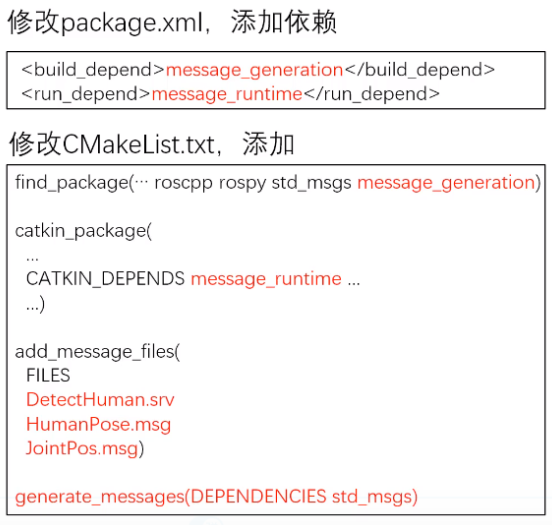 修改package.xml，添加依赖
<build_depend>message_generation</build_depend>
<run_depend>message_runtime</run_depend>
修改CMakeList.txt，添加
find_package(··· roscpp rospy std_msgs message_generation)
catkin_package(
...
CATKIN_DEPENDS message_runtime ...
...)
add_message_files(
FILES
DetectHuman.srv
HumanPose.msg
JointPos.msg)
generate_messages(DEPENDENCIES std_msgs)